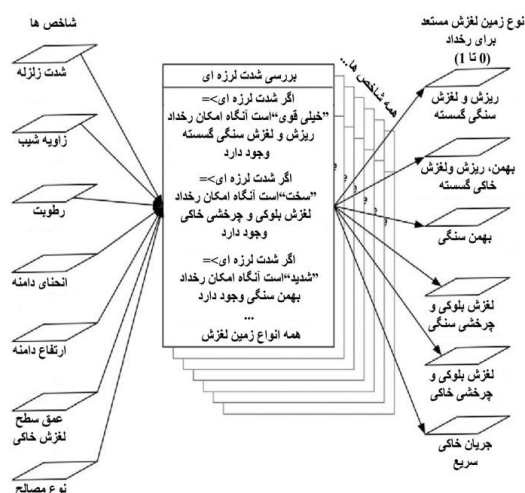 شاخص ها
شدت زلزله
زاویه شیب
رطوبت
انحنای دامنه
ارتفاع دامنه
عمق سطح
لغزش خاکی
نوع مصالح
بررسی شدت لرزه ای
اگر شدت لرزه ای>=
”خیلی قوی“است آنگاه امکان رخداد
ریزش و لغزش سنگی گسسته
وجود دارد
اگر شدت لرزه ای>=
”سخت“است آنگاه امکان رخداد
لغزش بلوکی و چرخشی خاکی
وجود دارد
اگر شدت لرزه ای>=
”شدید“است آنگاه امکان رخداد
بهمن سنگی وجود دارد
...
همه انواع زمین لغزش
همه شاخص ها...
نوع زمین لغزش مستعد
برای رخداد
(0 تا 1)
ریزش و لغزش
سنگی گسسته
بهمن، ریزش ولغزش
خاکی گسسته
بهمن سنگی
لغزش بلوکی و
چرخشی سنگی
لغزش بلوکی و
چرخشی خاکی
جریان خاکی
سریع